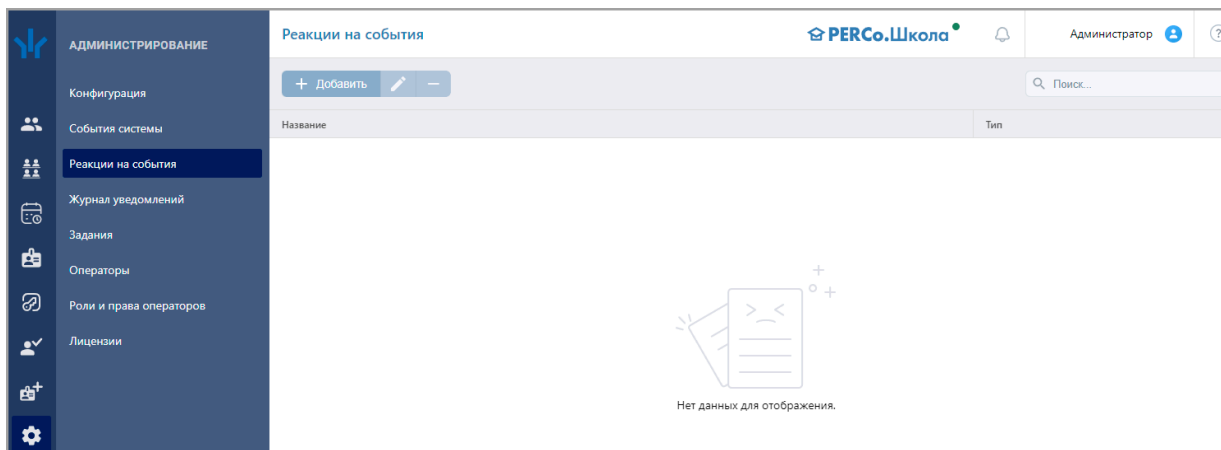 АДМИНИСТРИРОВАНИЕ
Конфигурация
События системы
Реакции на события
Журнал уведомлений
Задания
Операторы
Роли и права операторов
Лицензии
Реакции на события
PERCo.Школа
Администратор
?
+ Добавить
Поиск...
Название
Тип
Нет данных для отображения.